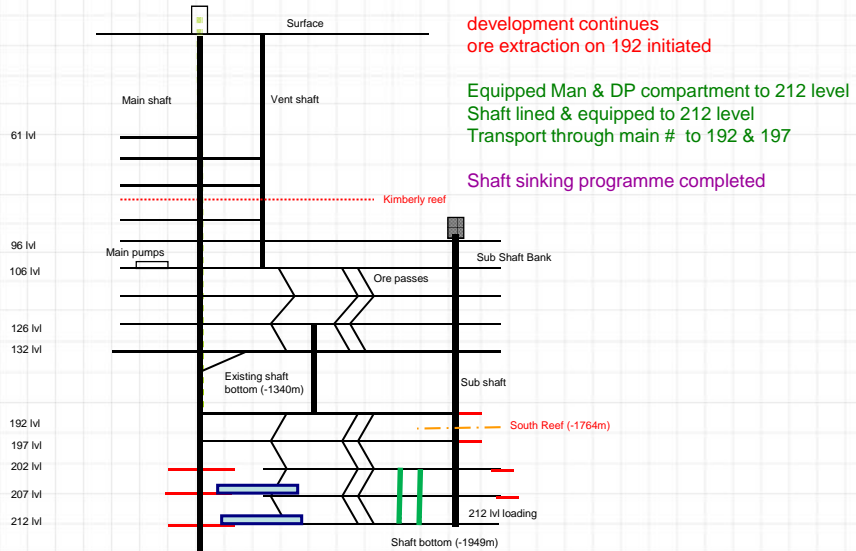 development continues
ore extraction on 192 initiated
Equipped Man & DP compartment to 212 level
Shaft lined & equipped to 212 level
Transport through main # to 192 & 197
Shaft sinking programme completed
Surface
Main shaft
Vent shaft
61 lvl
Kimberly reef
96 lvl
Main pumps
Sub Shaft Bank
106 lvl
Ore passes
126 lvl
132 lvl
Existing shaft
bottom (-1340m)
Sub shaft
192 lvl
South Reef (-1764m)
197 lvl
202 lvl
207 lvl
212 lvl loading
212 lvl
Shaft bottom (-1949m)